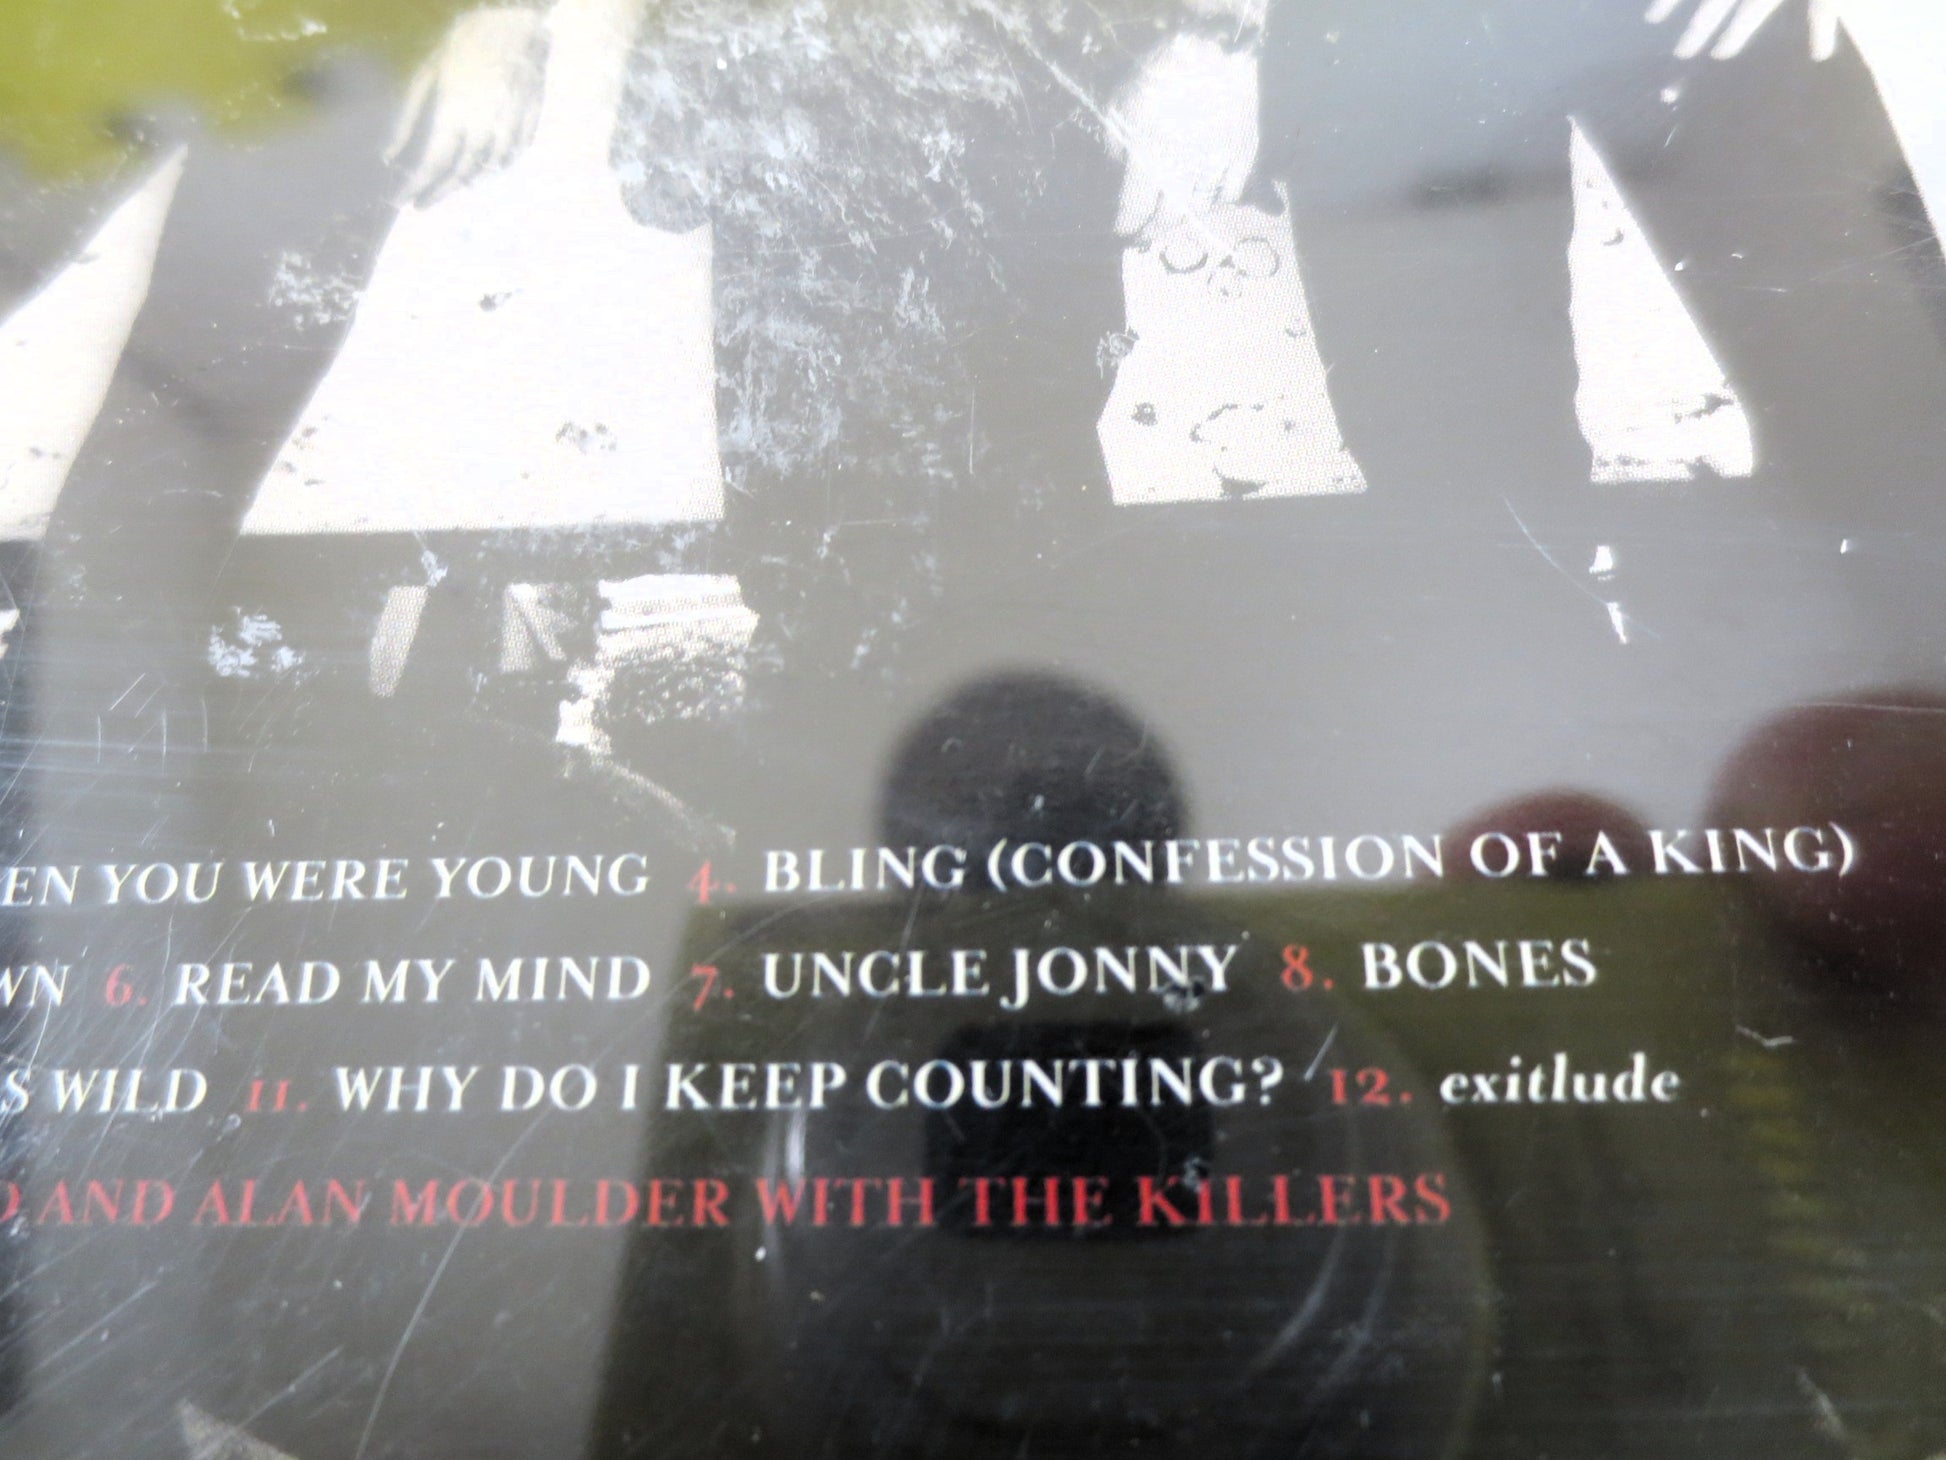 EN YOU WERE YOUNG 4. BLING (CONFESSION OF A KING)
WN 6. READ MY MIND 7. UNCLE JONNY 8. BONES
S WILD 11. WHY DO I KEEP COUNTING? 12. exitlude
D AND ALAN MOULDER WITH THE KILLERS